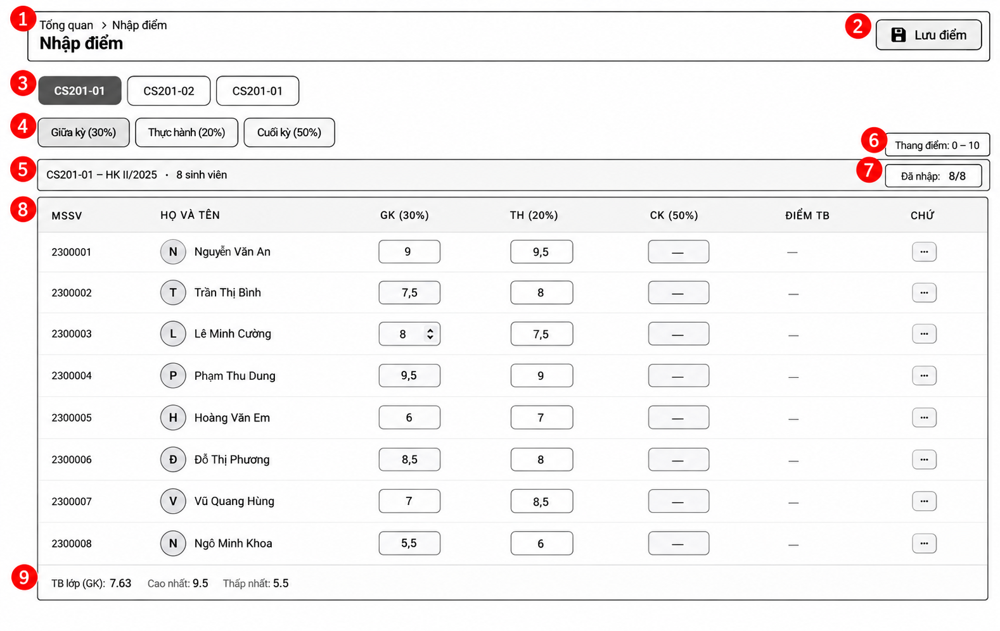 1
Tổng quan > Nhập điểm
Nhập điểm
2
Lưu điểm
3
CS201-01 CS201-02 CS201-01
4
Giữa kỳ (30%) Thực hành (20%) Cuối kỳ (50%)
6
Thang điểm: 0 – 10
5
CS201-01 – HK II/2025 · 8 sinh viên
7
Đã nhập: 8/8
8
MSSV HỌ VÀ TÊN GK (30%) TH (20%) CK (50%) ĐIỂM TB CHỨ
2300001 N Nguyễn Văn An 9 9,5 — — ...
2300002 T Trần Thị Bình 7,5 8 — — ...
2300003 L Lê Minh Cường 8 7,5 — — ...
2300004 P Phạm Thu Dung 9,5 9 — — ...
2300005 H Hoàng Văn Em 6 7 — — ...
2300006 Đ Đỗ Thị Phương 8,5 8 — — ...
2300007 V Vũ Quang Hùng 7 8,5 — — ...
2300008 N Ngô Minh Khoa 5,5 6 — — ...
9
TB lớp (GK): 7.63 Cao nhất: 9.5 Thấp nhất: 5.5